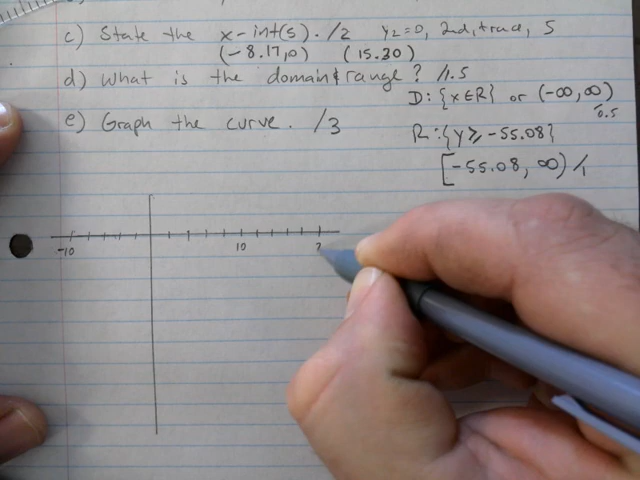 c) State the x-int(s). /2 Y2=0, 2nd, trace, 5
(-8.17,0) (15.30)
d) What is the domain & range? /1.5
D: {x∈R} or (-∞,∞)
/0.5
e) Graph the curve. /3
R: {y≥-55.08}
[-55.08, ∞) /1
-10 10 2